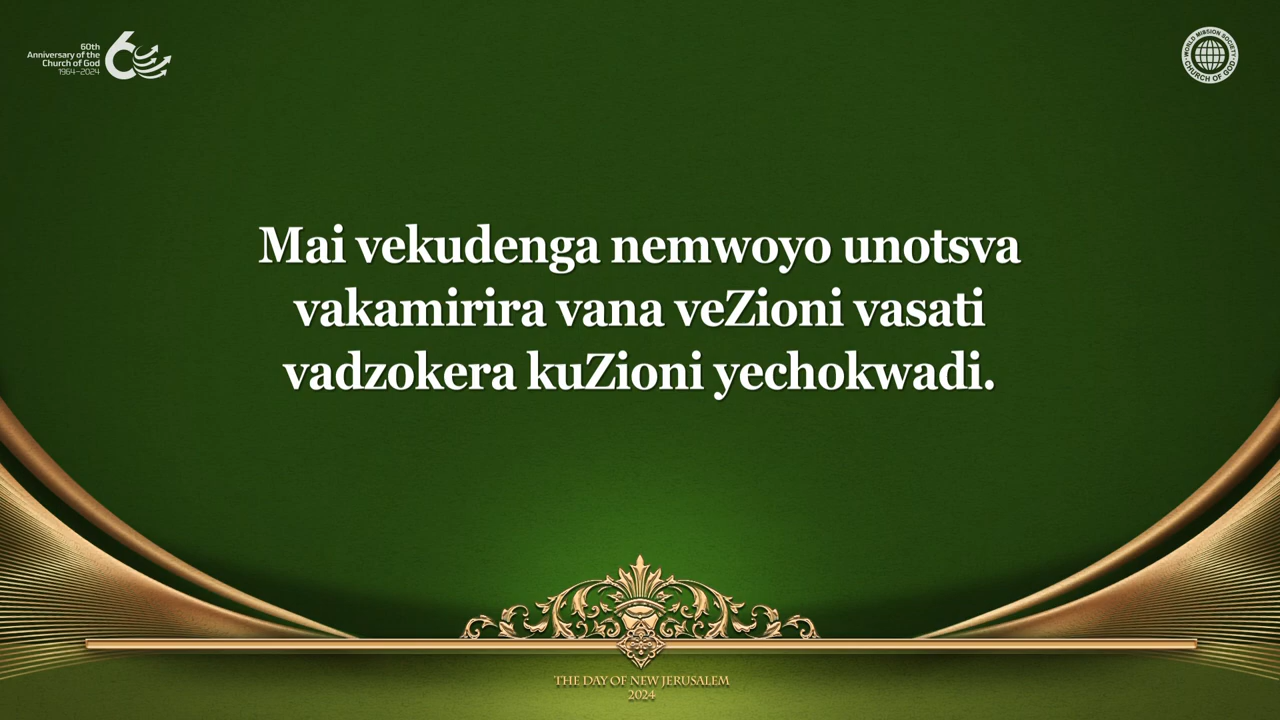 60th
Anniversary of the
Church of God
1964–2024
60
WORLD MISSION SOCIETY
CHURCH OF GOD
Mai vekudenga nemwoyo unotsva
vakamirira vana veZioni vasati
vadzokera kuZioni yechokwadi.
THE DAY OF NEW JERUSALEM
2024